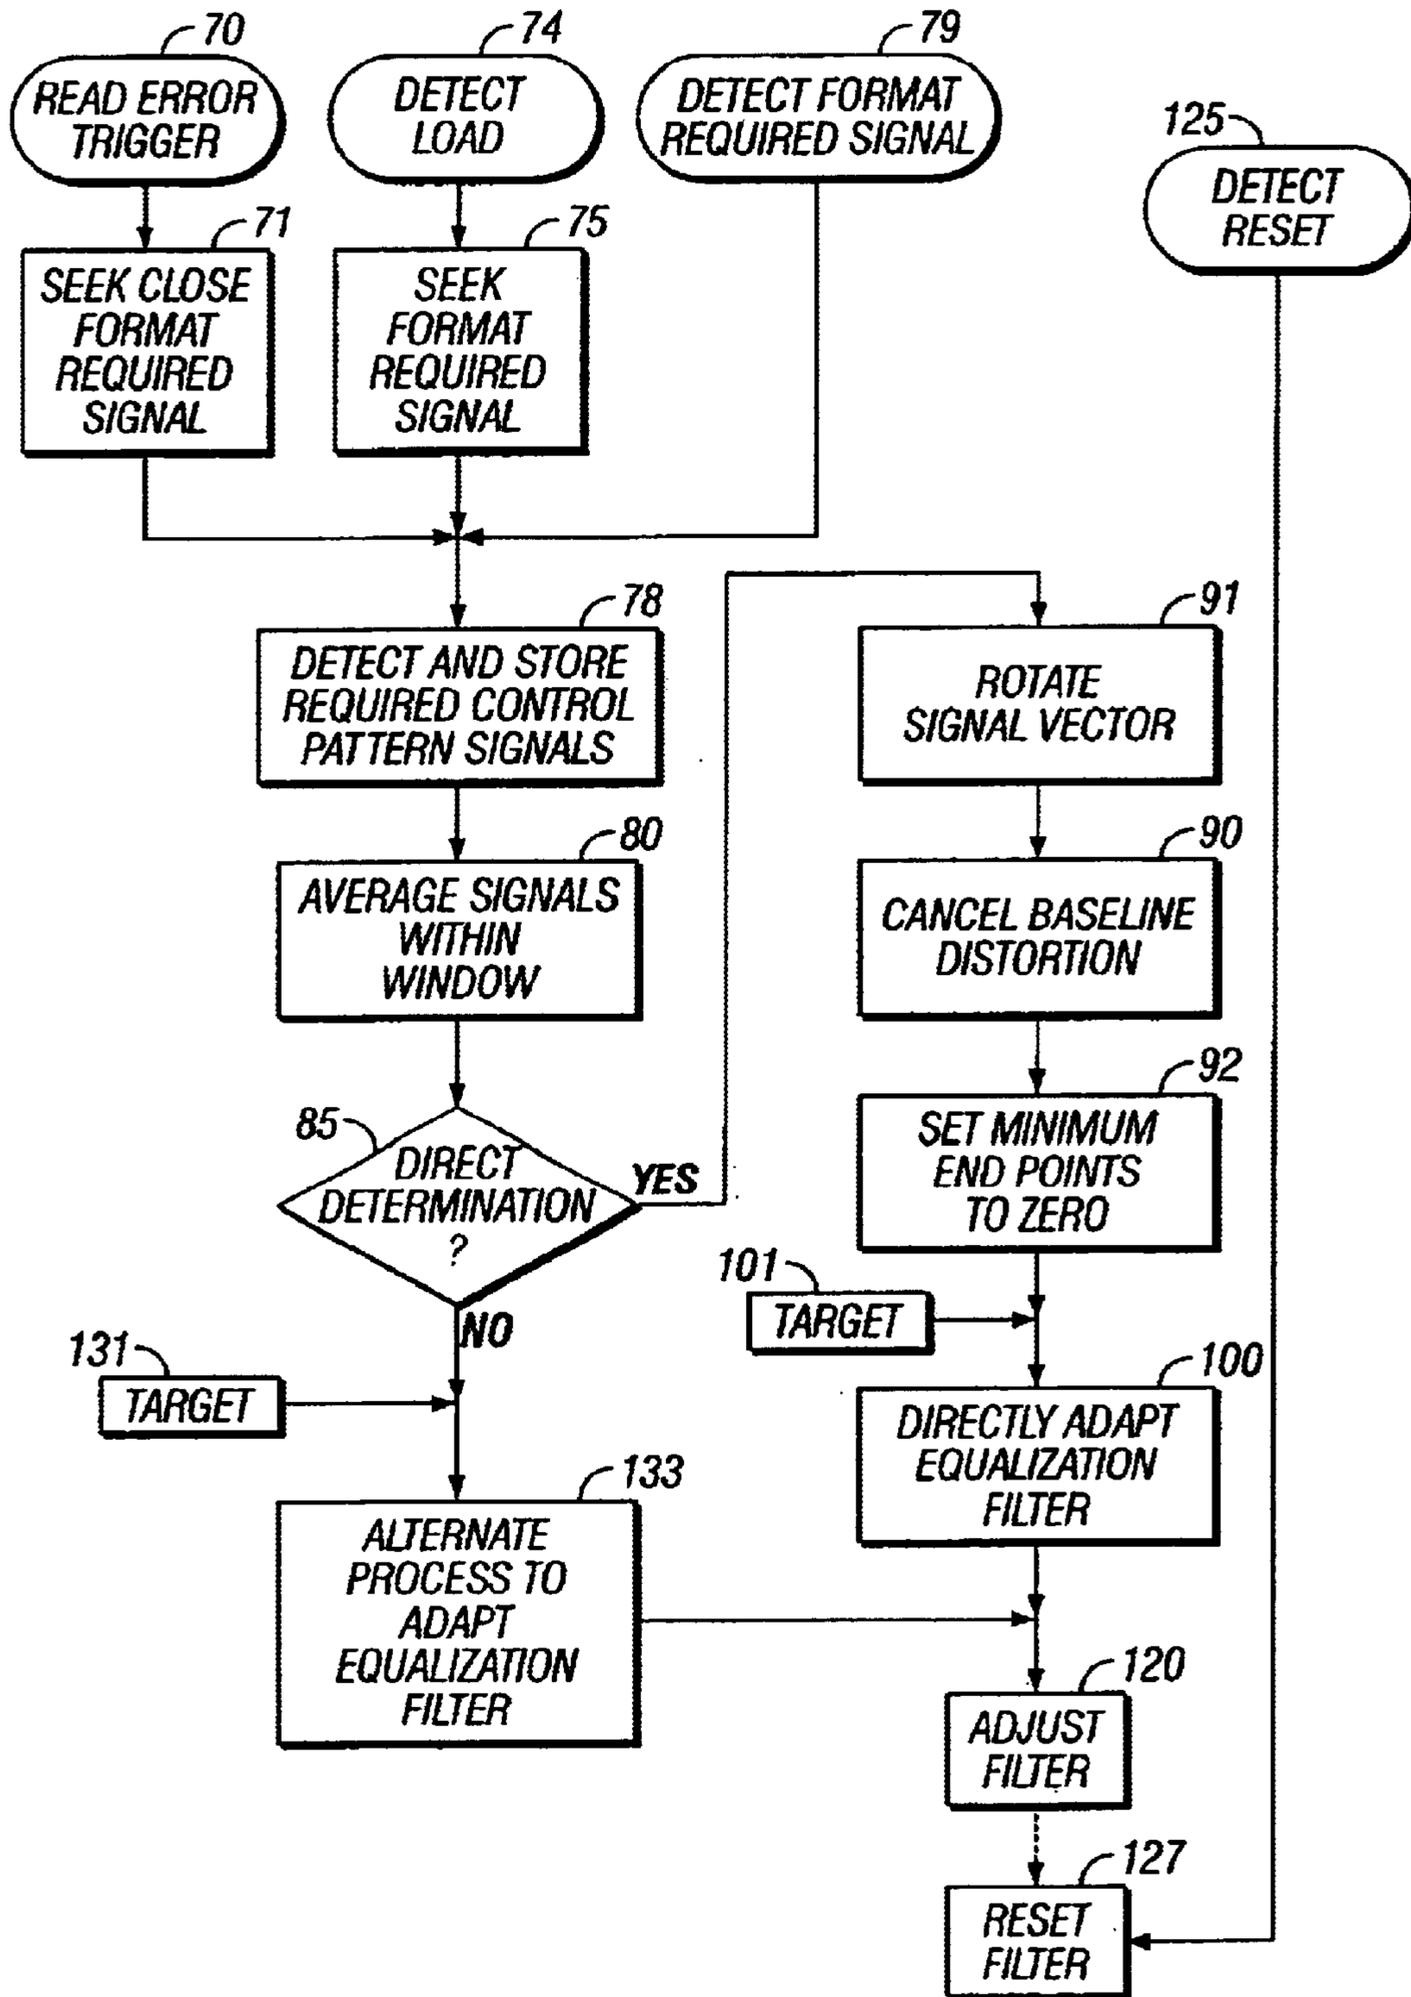 70
READ ERROR
TRIGGER
74
DETECT
LOAD
79
DETECT FORMAT
REQUIRED SIGNAL
125
DETECT
RESET
71
SEEK CLOSE
FORMAT
REQUIRED
SIGNAL
75
SEEK
FORMAT
REQUIRED
SIGNAL
78
DETECT AND STORE
REQUIRED CONTROL
PATTERN SIGNALS
80
AVERAGE SIGNALS
WITHIN
WINDOW
85
DIRECT
DETERMINATION
?
YES
NO
91
ROTATE
SIGNAL VECTOR
90
CANCEL BASELINE
DISTORTION
92
SET MINIMUM
END POINTS
TO ZERO
101
TARGET
100
DIRECTLY ADAPT
EQUALIZATION
FILTER
131
TARGET
133
ALTERNATE
PROCESS TO
ADAPT
EQUALIZATION
FILTER
120
ADJUST
FILTER
127
RESET
FILTER